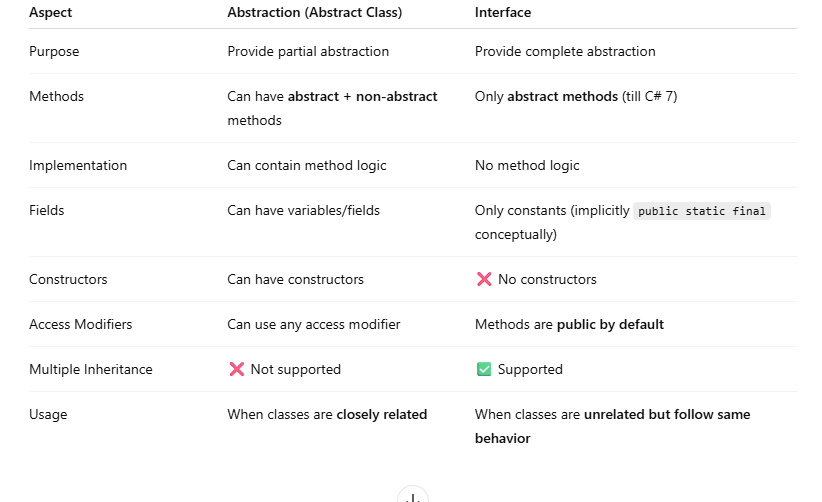 Aspect Abstraction (Abstract Class) Interface
Purpose Provide partial abstraction Provide complete abstraction
Methods Can have abstract + non-abstract Only abstract methods (till C# 7)
methods
Implementation Can contain method logic No method logic
Fields Can have variables/fields Only constants (implicitly public static final
conceptually)
Constructors Can have constructors ❌ No constructors
Access Modifiers Can use any access modifier Methods are public by default
Multiple Inheritance ❌ Not supported ✅ Supported
Usage When classes are closely related When classes are unrelated but follow same
behavior